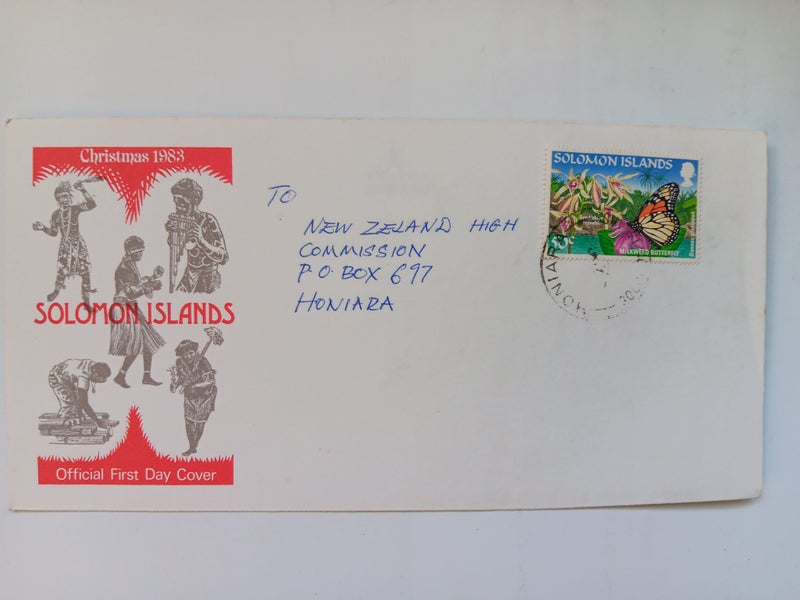 Christmas 1983
SOLOMON ISLANDS
Official First Day Cover
TO
NEW ZELAND HIGH
COMMISSION
P.O. BOX 697
HONIARA
SOLOMON ISLANDS
MILKWEED BUTTERFLY
HONIARA